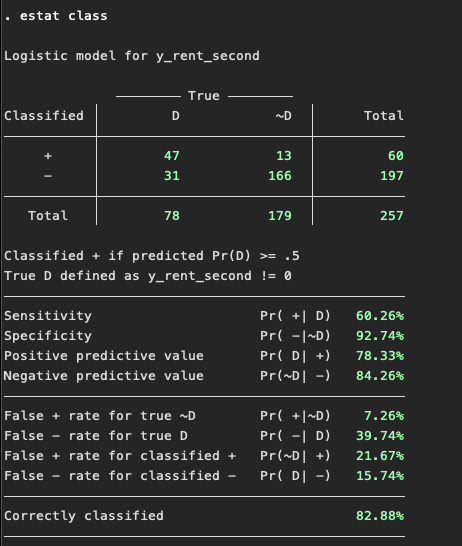 . estat class
Logistic model for y_rent_second
True
Classified D ~D Total
+ 47 13 60
- 31 166 197
Total 78 179 257
Classified + if predicted Pr(D) >= .5
True D defined as y_rent_second != 0
Sensitivity Pr( +| D) 60.26%
Specificity Pr( -|~D) 92.74%
Positive predictive value Pr( D| +) 78.33%
Negative predictive value Pr(~D| -) 84.26%
False + rate for true ~D Pr( +|~D) 7.26%
False - rate for true D Pr( -| D) 39.74%
False + rate for classified + Pr(~D| +) 21.67%
False - rate for classified - Pr( D| -) 15.74%
Correctly classified 82.88%